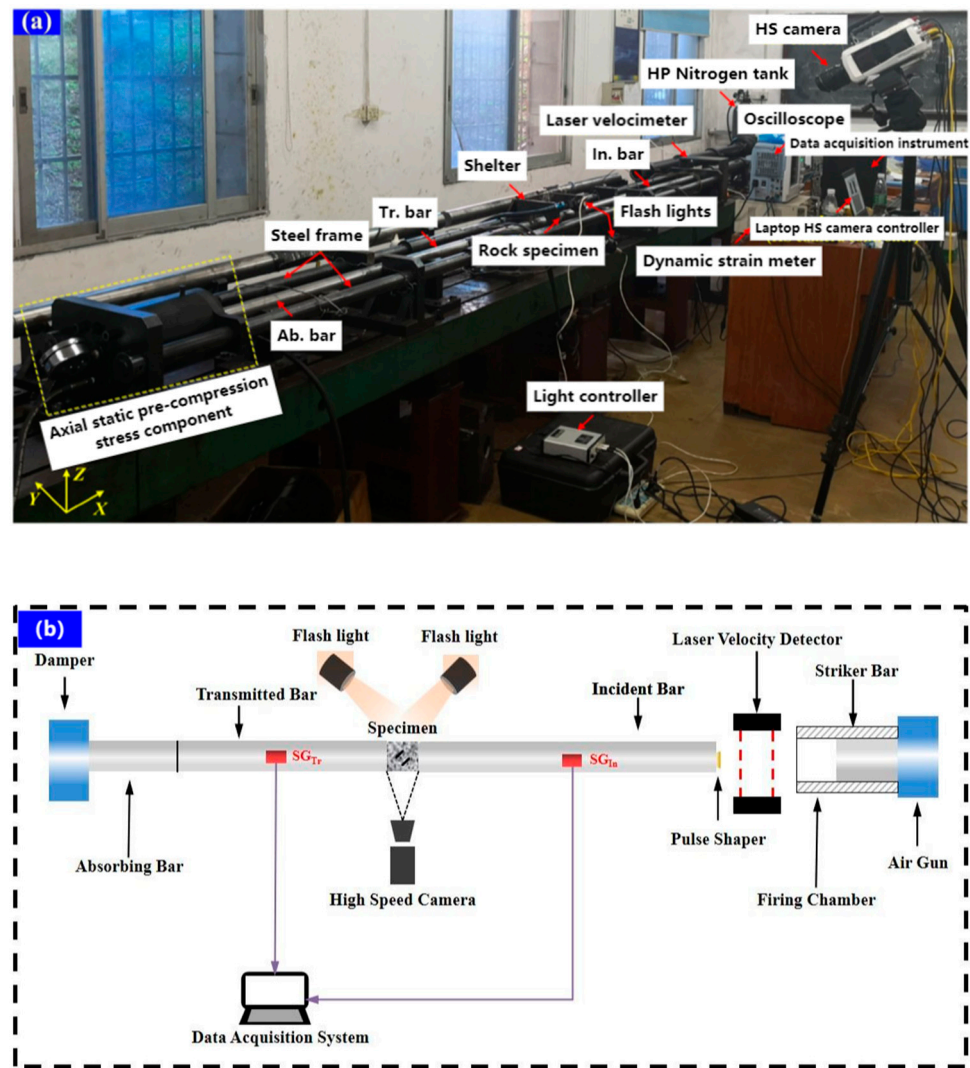 (a)
HS camera
HP Nitrogen tank
Oscilloscope
Laser velocimeter
Data acquisition instrument
In. bar
Shelter
Tr. bar
Flash lights
Laptop HS camera controller
Steel frame
Rock specimen
Dynamic strain meter
Ab. bar
Axial static pre-compression
stress component
Light controller
Z
Y
X
(b)
Flash light
Flash light
Laser Velocity Detector
Damper
Striker Bar
Transmitted Bar
Incident Bar
Specimen
SGTr
SGIn
Pulse Shaper
Absorbing Bar
Air Gun
High Speed Camera
Firing Chamber
Data Acquisition System